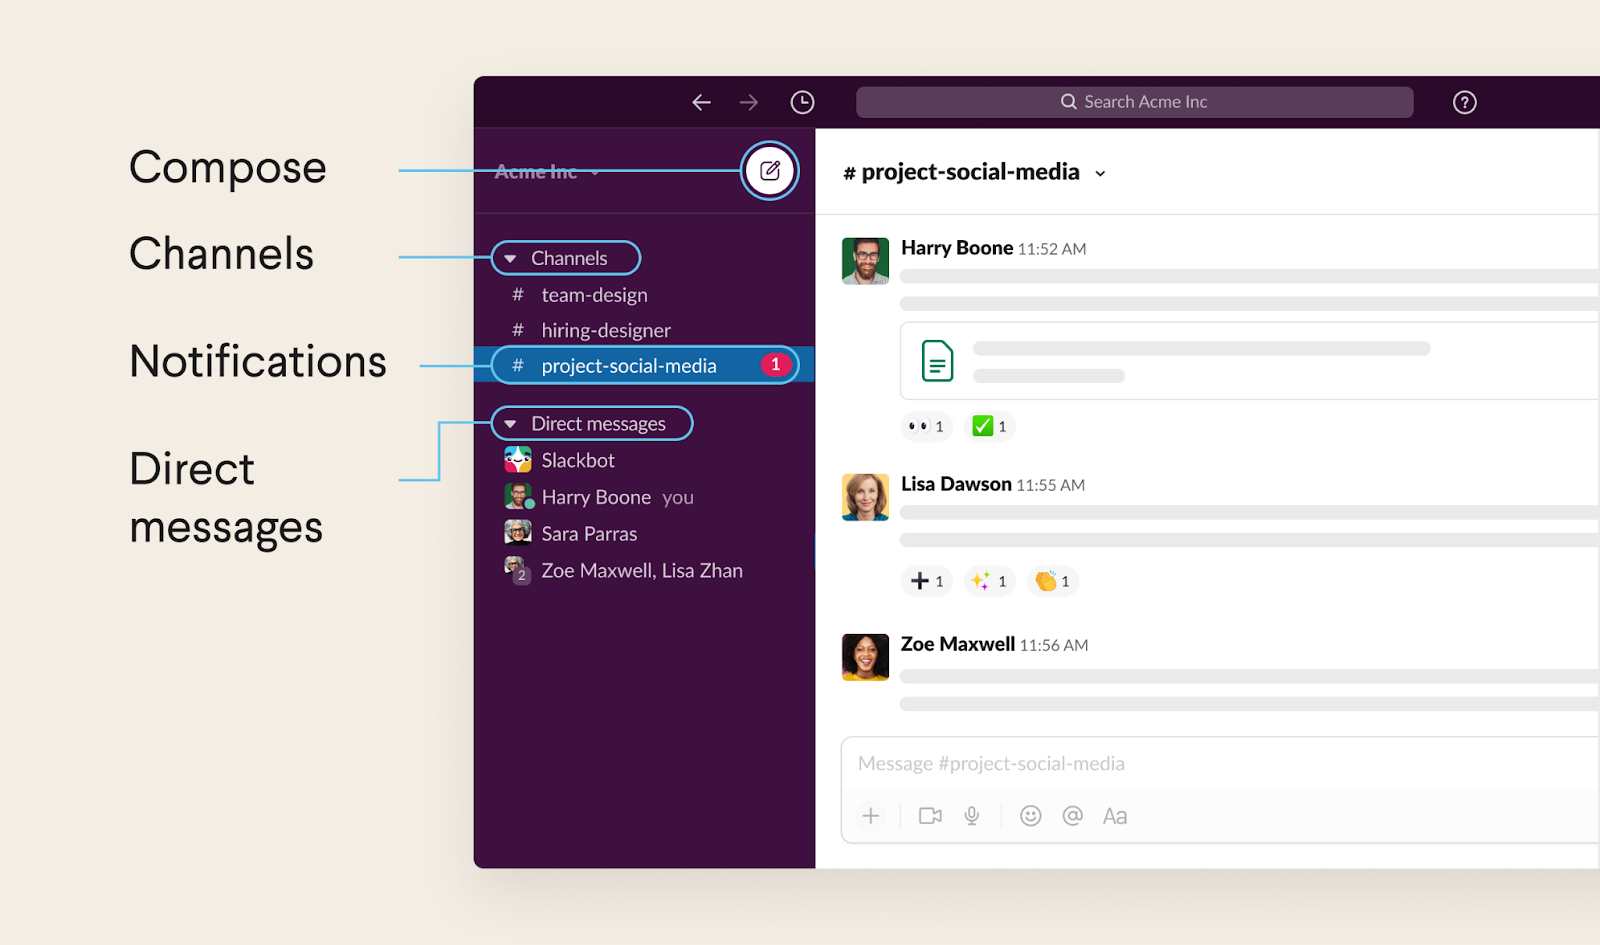 Search Acme Inc
Compose
Acme Inc
# project-social-media
Channels
Channels
# team-design
# hiring-designer
Notifications
# project-social-media 1
Direct
messages
Direct messages
Slackbot
Harry Boone you
Sara Parras
2 Zoe Maxwell, Lisa Zhan
Harry Boone 11:52 AM
👀 1 ✅ 1
Lisa Dawson 11:55 AM
➕ 1 ✨ 1 👏 1
Zoe Maxwell 11:56 AM
Message #project-social-media
+ @ Aa